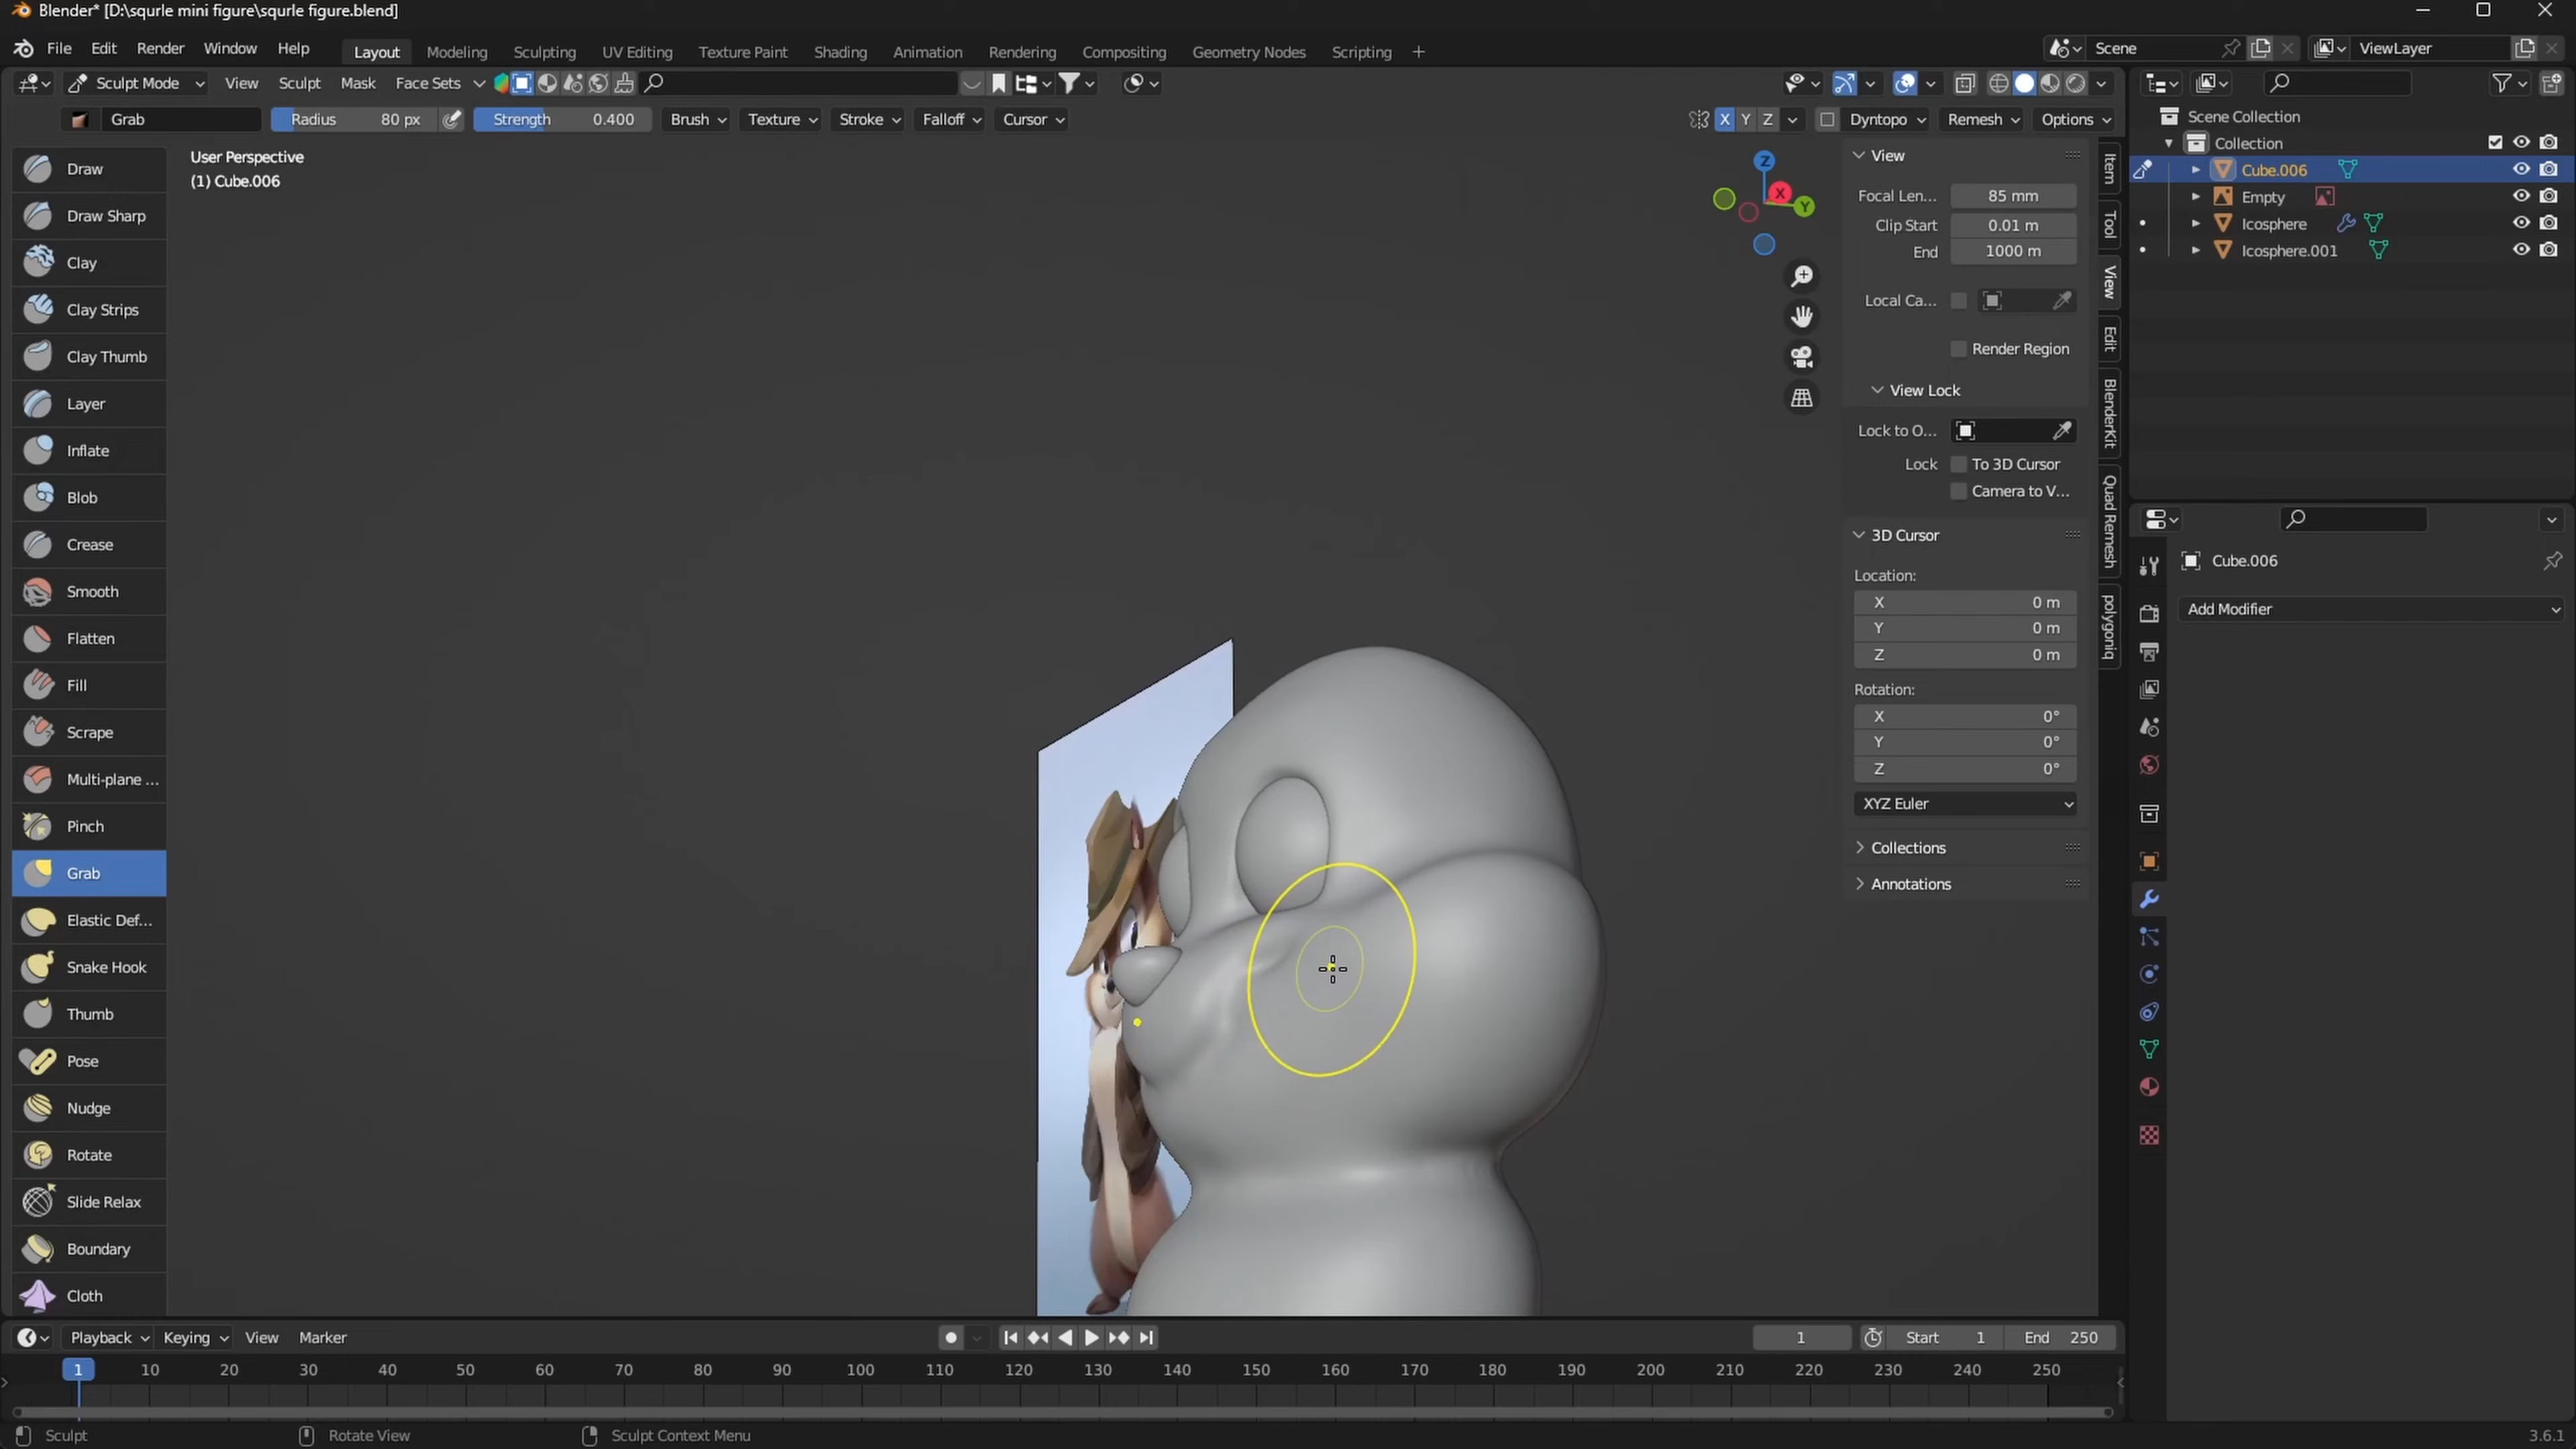 Blender* [D:\squrle mini figure\squrle figure.blend]
File Edit Render Window Help Layout Modeling Sculpting UV Editing Texture Paint Shading Animation Rendering Compositing Geometry Nodes Scripting + Scene ViewLayer
Sculpt Mode View Sculpt Mask Face Sets
Grab Radius 80 px Strength 0.400 Brush Texture Stroke Falloff Cursor X Y Z Dyntopo Remesh Options
User Perspective
(1) Cube.006
Draw
Draw Sharp
Clay
Clay Strips
Clay Thumb
Layer
Inflate
Blob
Crease
Smooth
Flatten
Fill
Scrape
Multi-plane ...
Pinch
Grab
Elastic Def...
Snake Hook
Thumb
Pose
Nudge
Rotate
Slide Relax
Boundary
Cloth
Z
X
Y
View
Focal Len... 85 mm
Clip Start 0.01 m
End 1000 m
Local Ca...
Render Region
View Lock
Lock to O...
Lock To 3D Cursor
Camera to V...
3D Cursor
Location:
X 0 m
Y 0 m
Z 0 m
Rotation:
X 0°
Y 0°
Z 0°
XYZ Euler
Collections
Annotations
Item
Tool
View
Edit
BlenderKit
Quad Remesh
polygoniq
Scene Collection
Collection
Cube.006
Empty
Icosphere
Icosphere.001
Cube.006
Add Modifier
Playback Keying View Marker 1 Start 1 End 250
1 10 20 30 40 50 60 70 80 90 100 110 120 130 140 150 160 170 180 190 200 210 220 230 240 250
Sculpt Rotate View Sculpt Context Menu 3.6.1